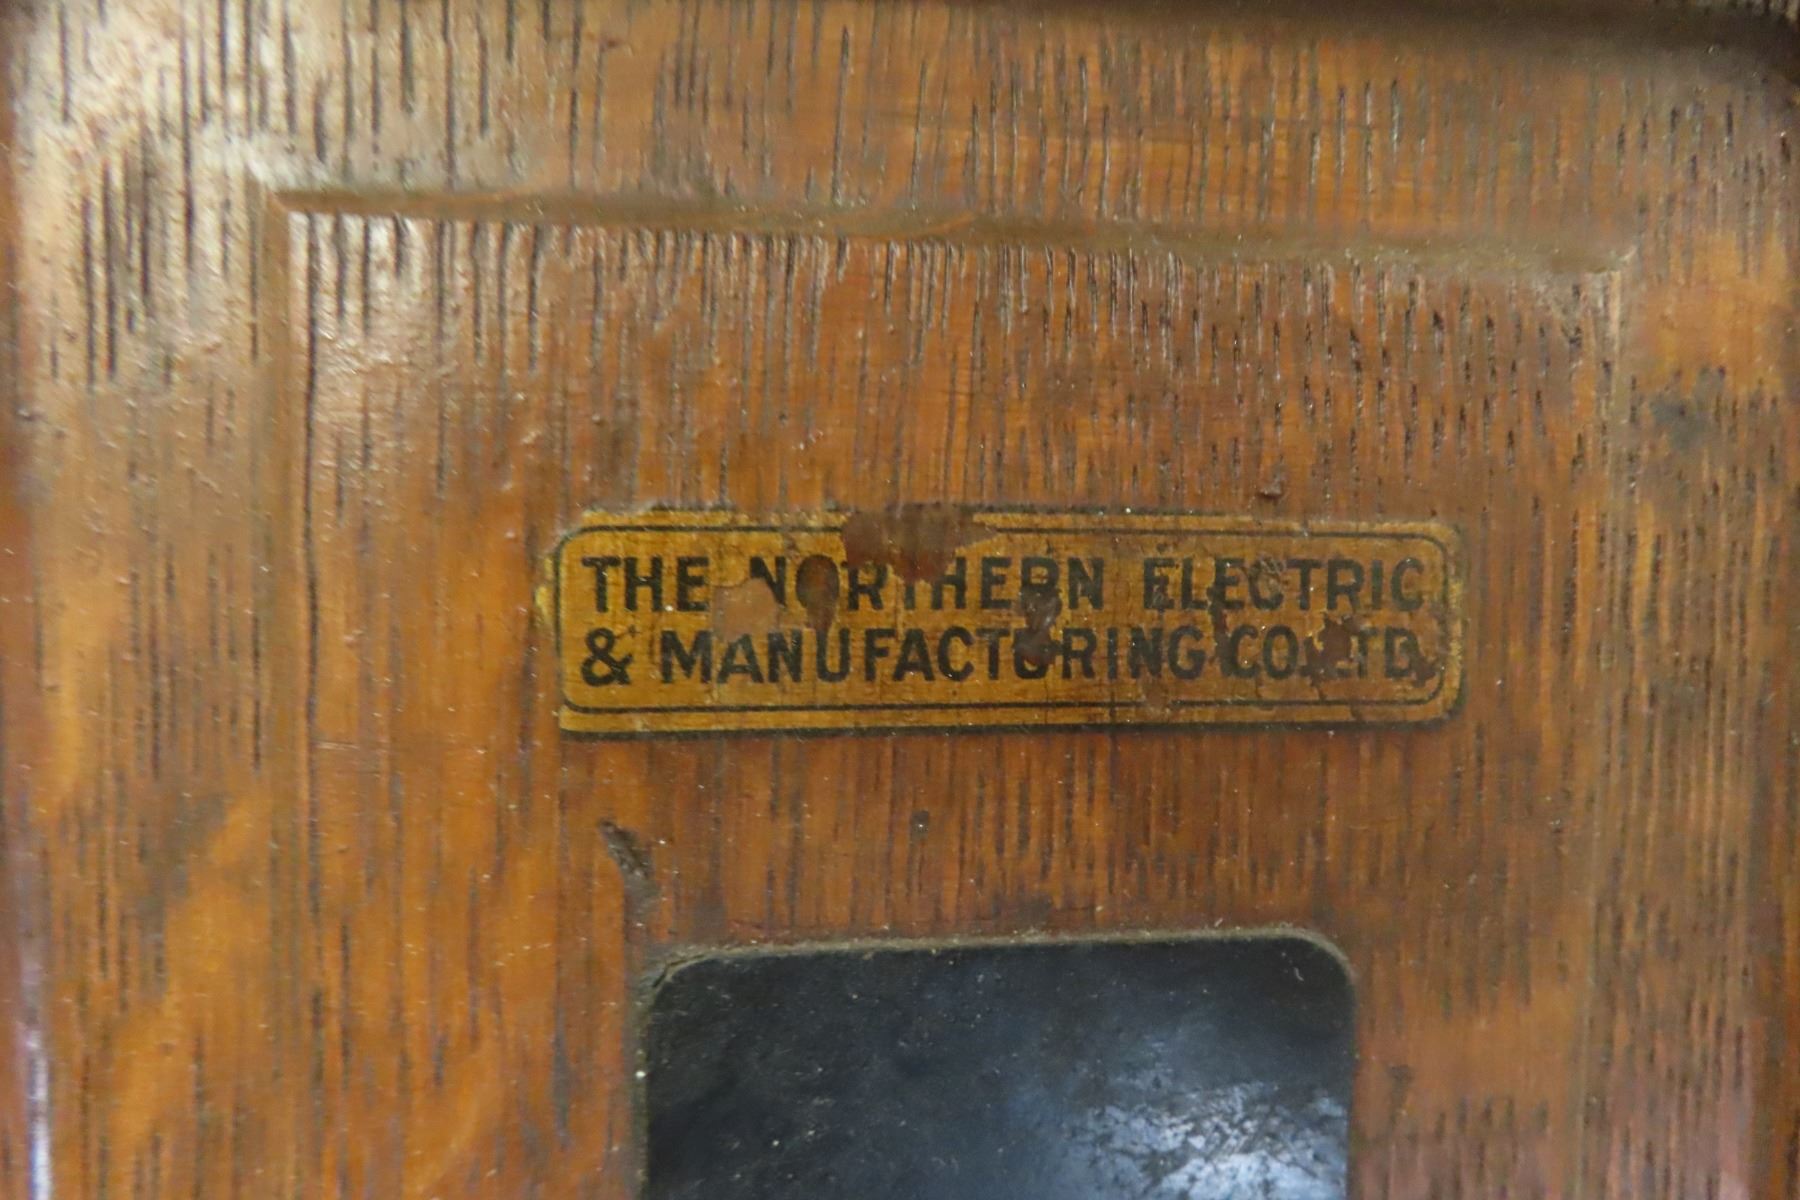 THE NORTHERN ELECTRIC
& MANUFACTURING CO. LTD.